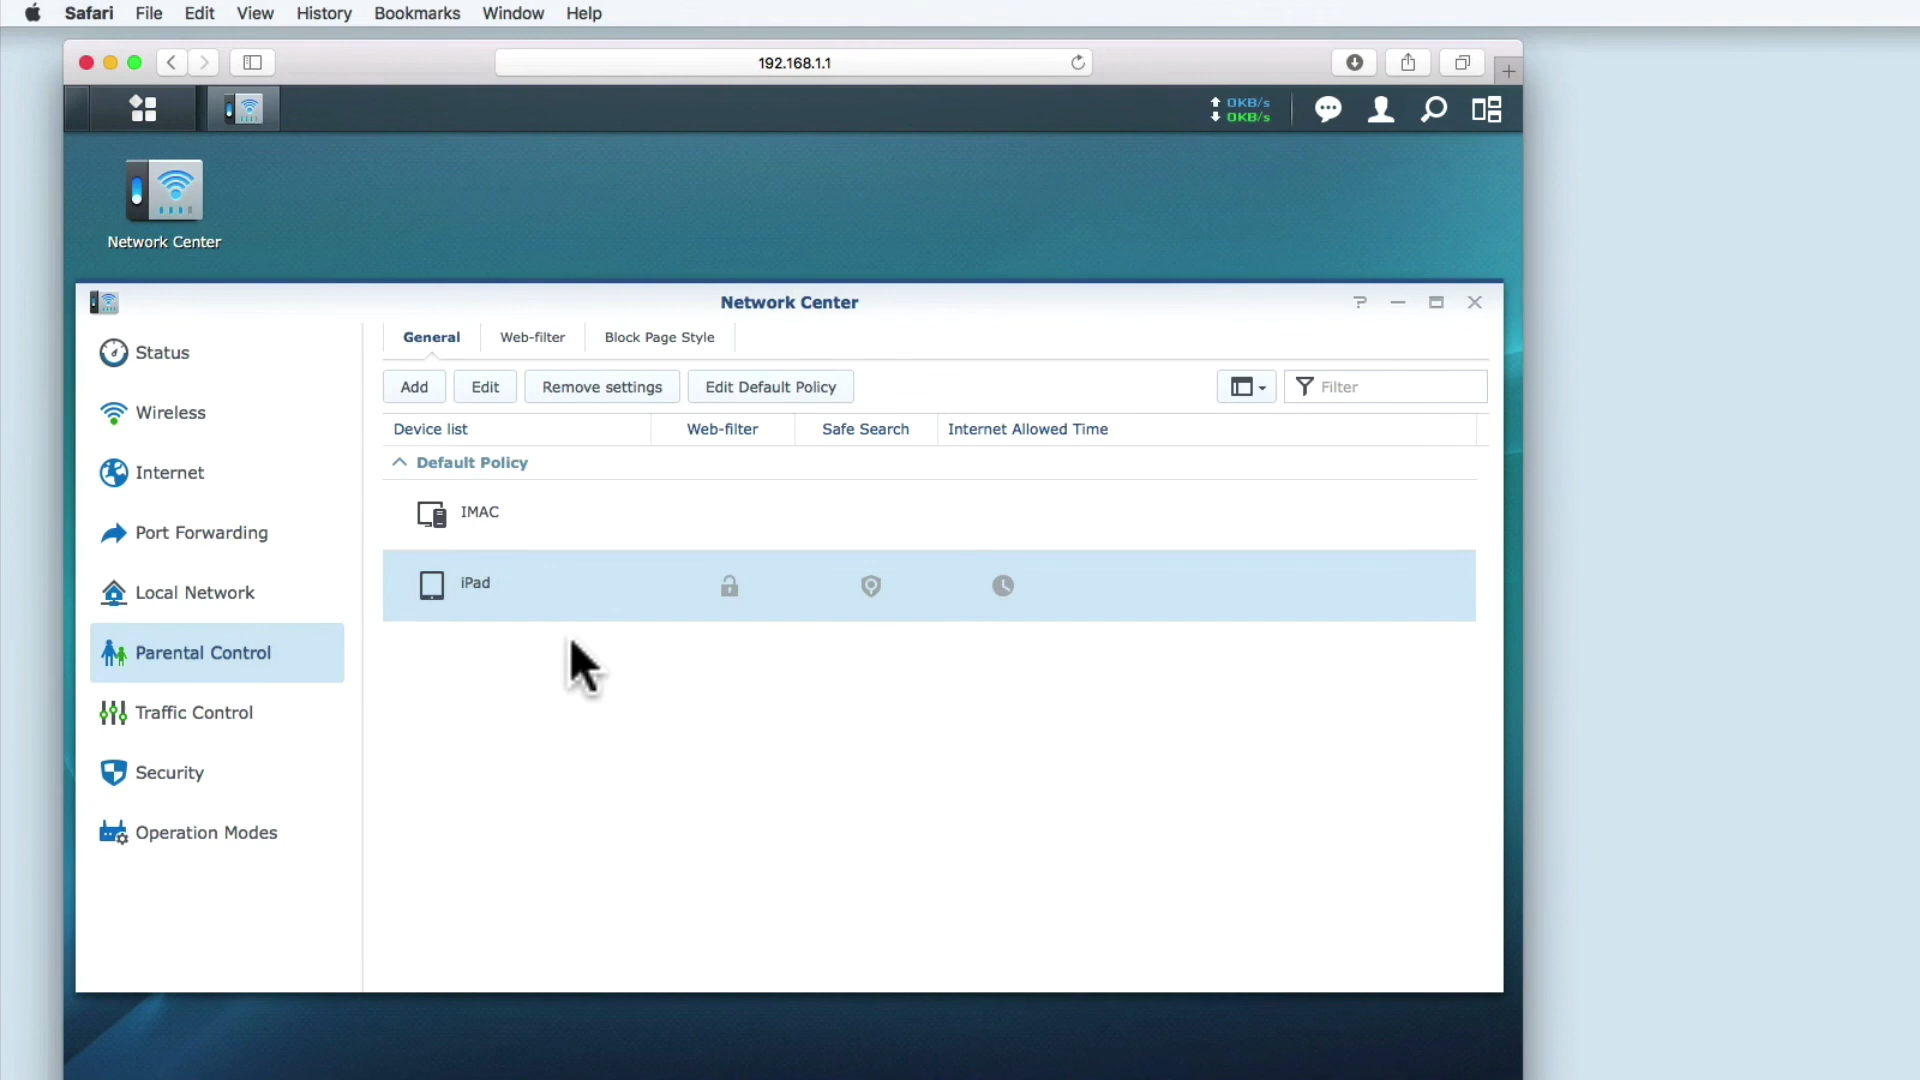 Safari File Edit View History Bookmarks Window Help
192.168.1.1
0KB/s
0KB/s
Network Center
Network Center
Status
Wireless
Internet
Port Forwarding
Local Network
Parental Control
Traffic Control
Security
Operation Modes
General Web-filter Block Page Style
Add Edit Remove settings Edit Default Policy Filter
Device list Web-filter Safe Search Internet Allowed Time
Default Policy
IMAC
iPad